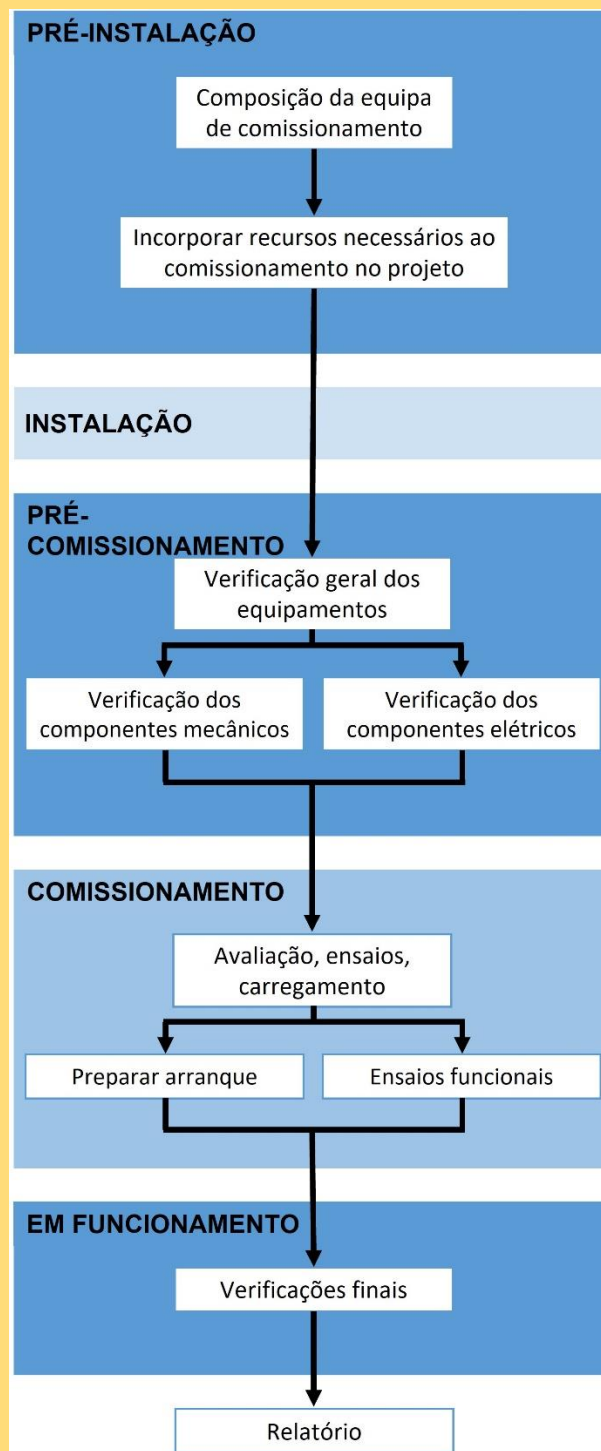 PRÉ-INSTALAÇÃO
Composição da equipa
de comissionamento
Incorporar recursos necessários ao
comissionamento no projeto
INSTALAÇÃO
PRÉ-
COMISSIONAMENTO
Verificação geral dos
equipamentos
Verificação dos
componentes mecânicos
Verificação dos
componentes elétricos
COMISSIONAMENTO
Avaliação, ensaios,
carregamento
Preparar arranque
Ensaios funcionais
EM FUNCIONAMENTO
Verificações finais
Relatório